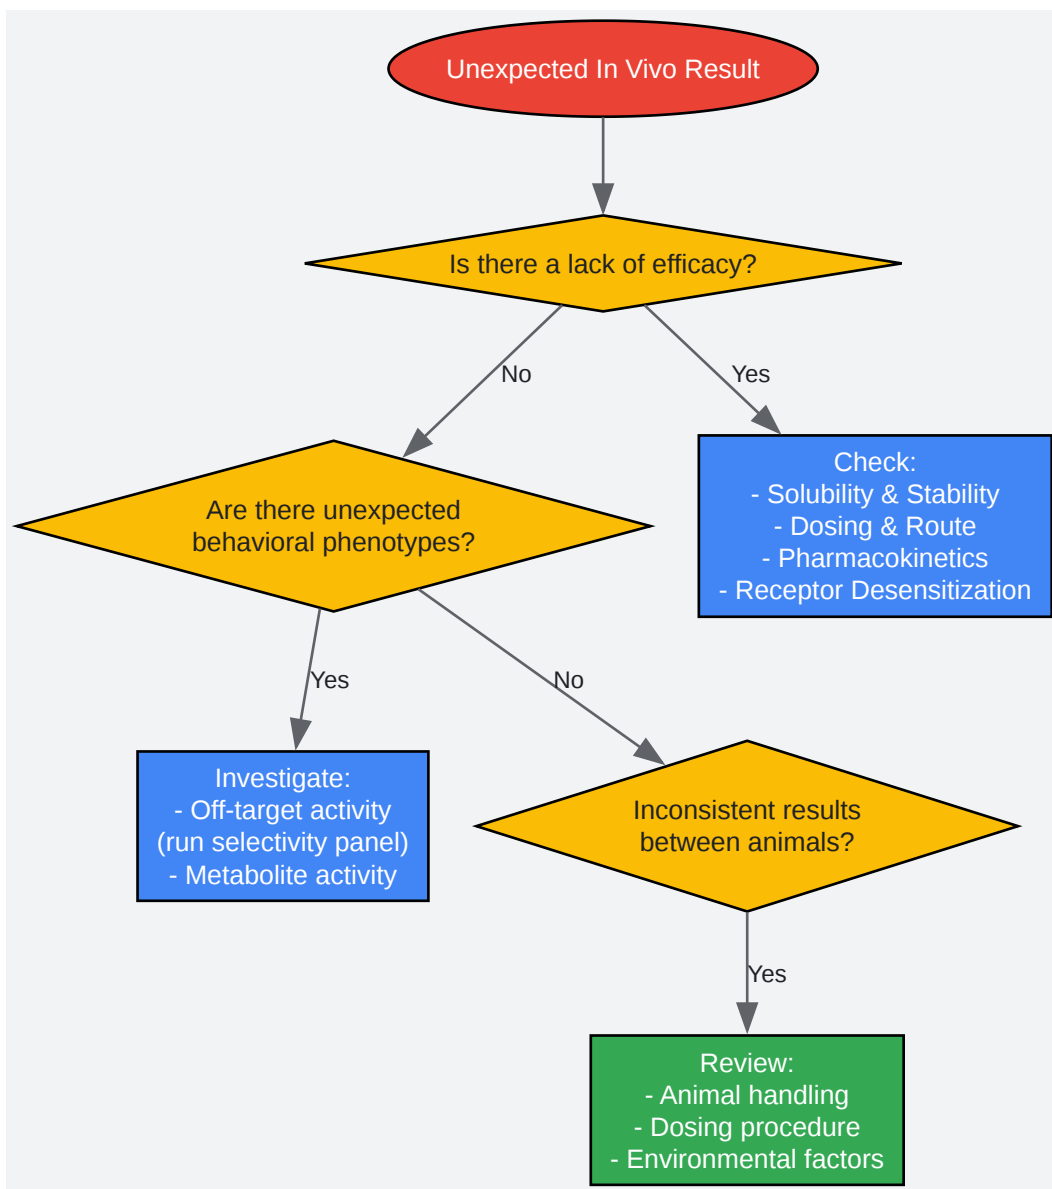 Unexpected In Vivo Result
Is there a lack of efficacy?
No
Yes
Check:
- Solubility & Stability
- Dosing & Route
- Pharmacokinetics
- Receptor Desensitization
Are there unexpected
behavioral phenotypes?
Yes
No
Investigate:
- Off-target activity
(run selectivity panel)
- Metabolite activity
Inconsistent results
between animals?
Yes
Review:
- Animal handling
- Dosing procedure
- Environmental factors